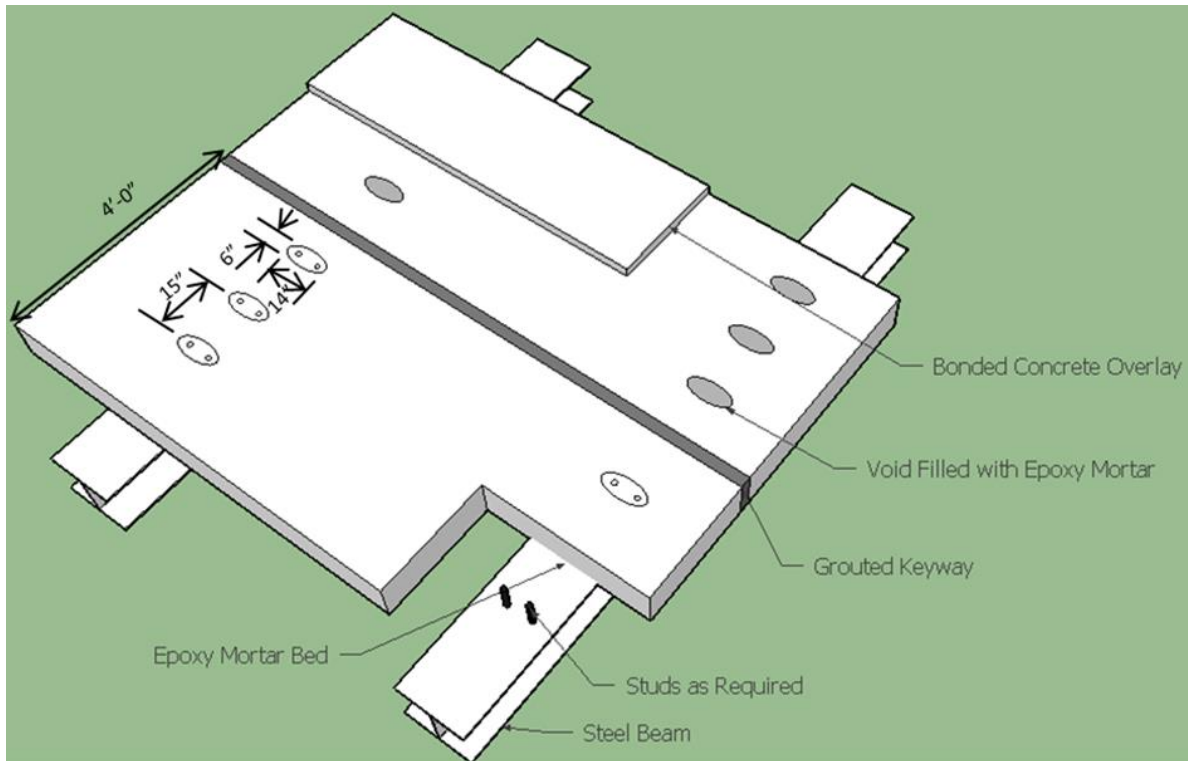 4'-0"
6"
15"
14"
Bonded Concrete Overlay
Void Filled with Epoxy Mortar
Grouted Keyway
Epoxy Mortar Bed
Studs as Required
Steel Beam